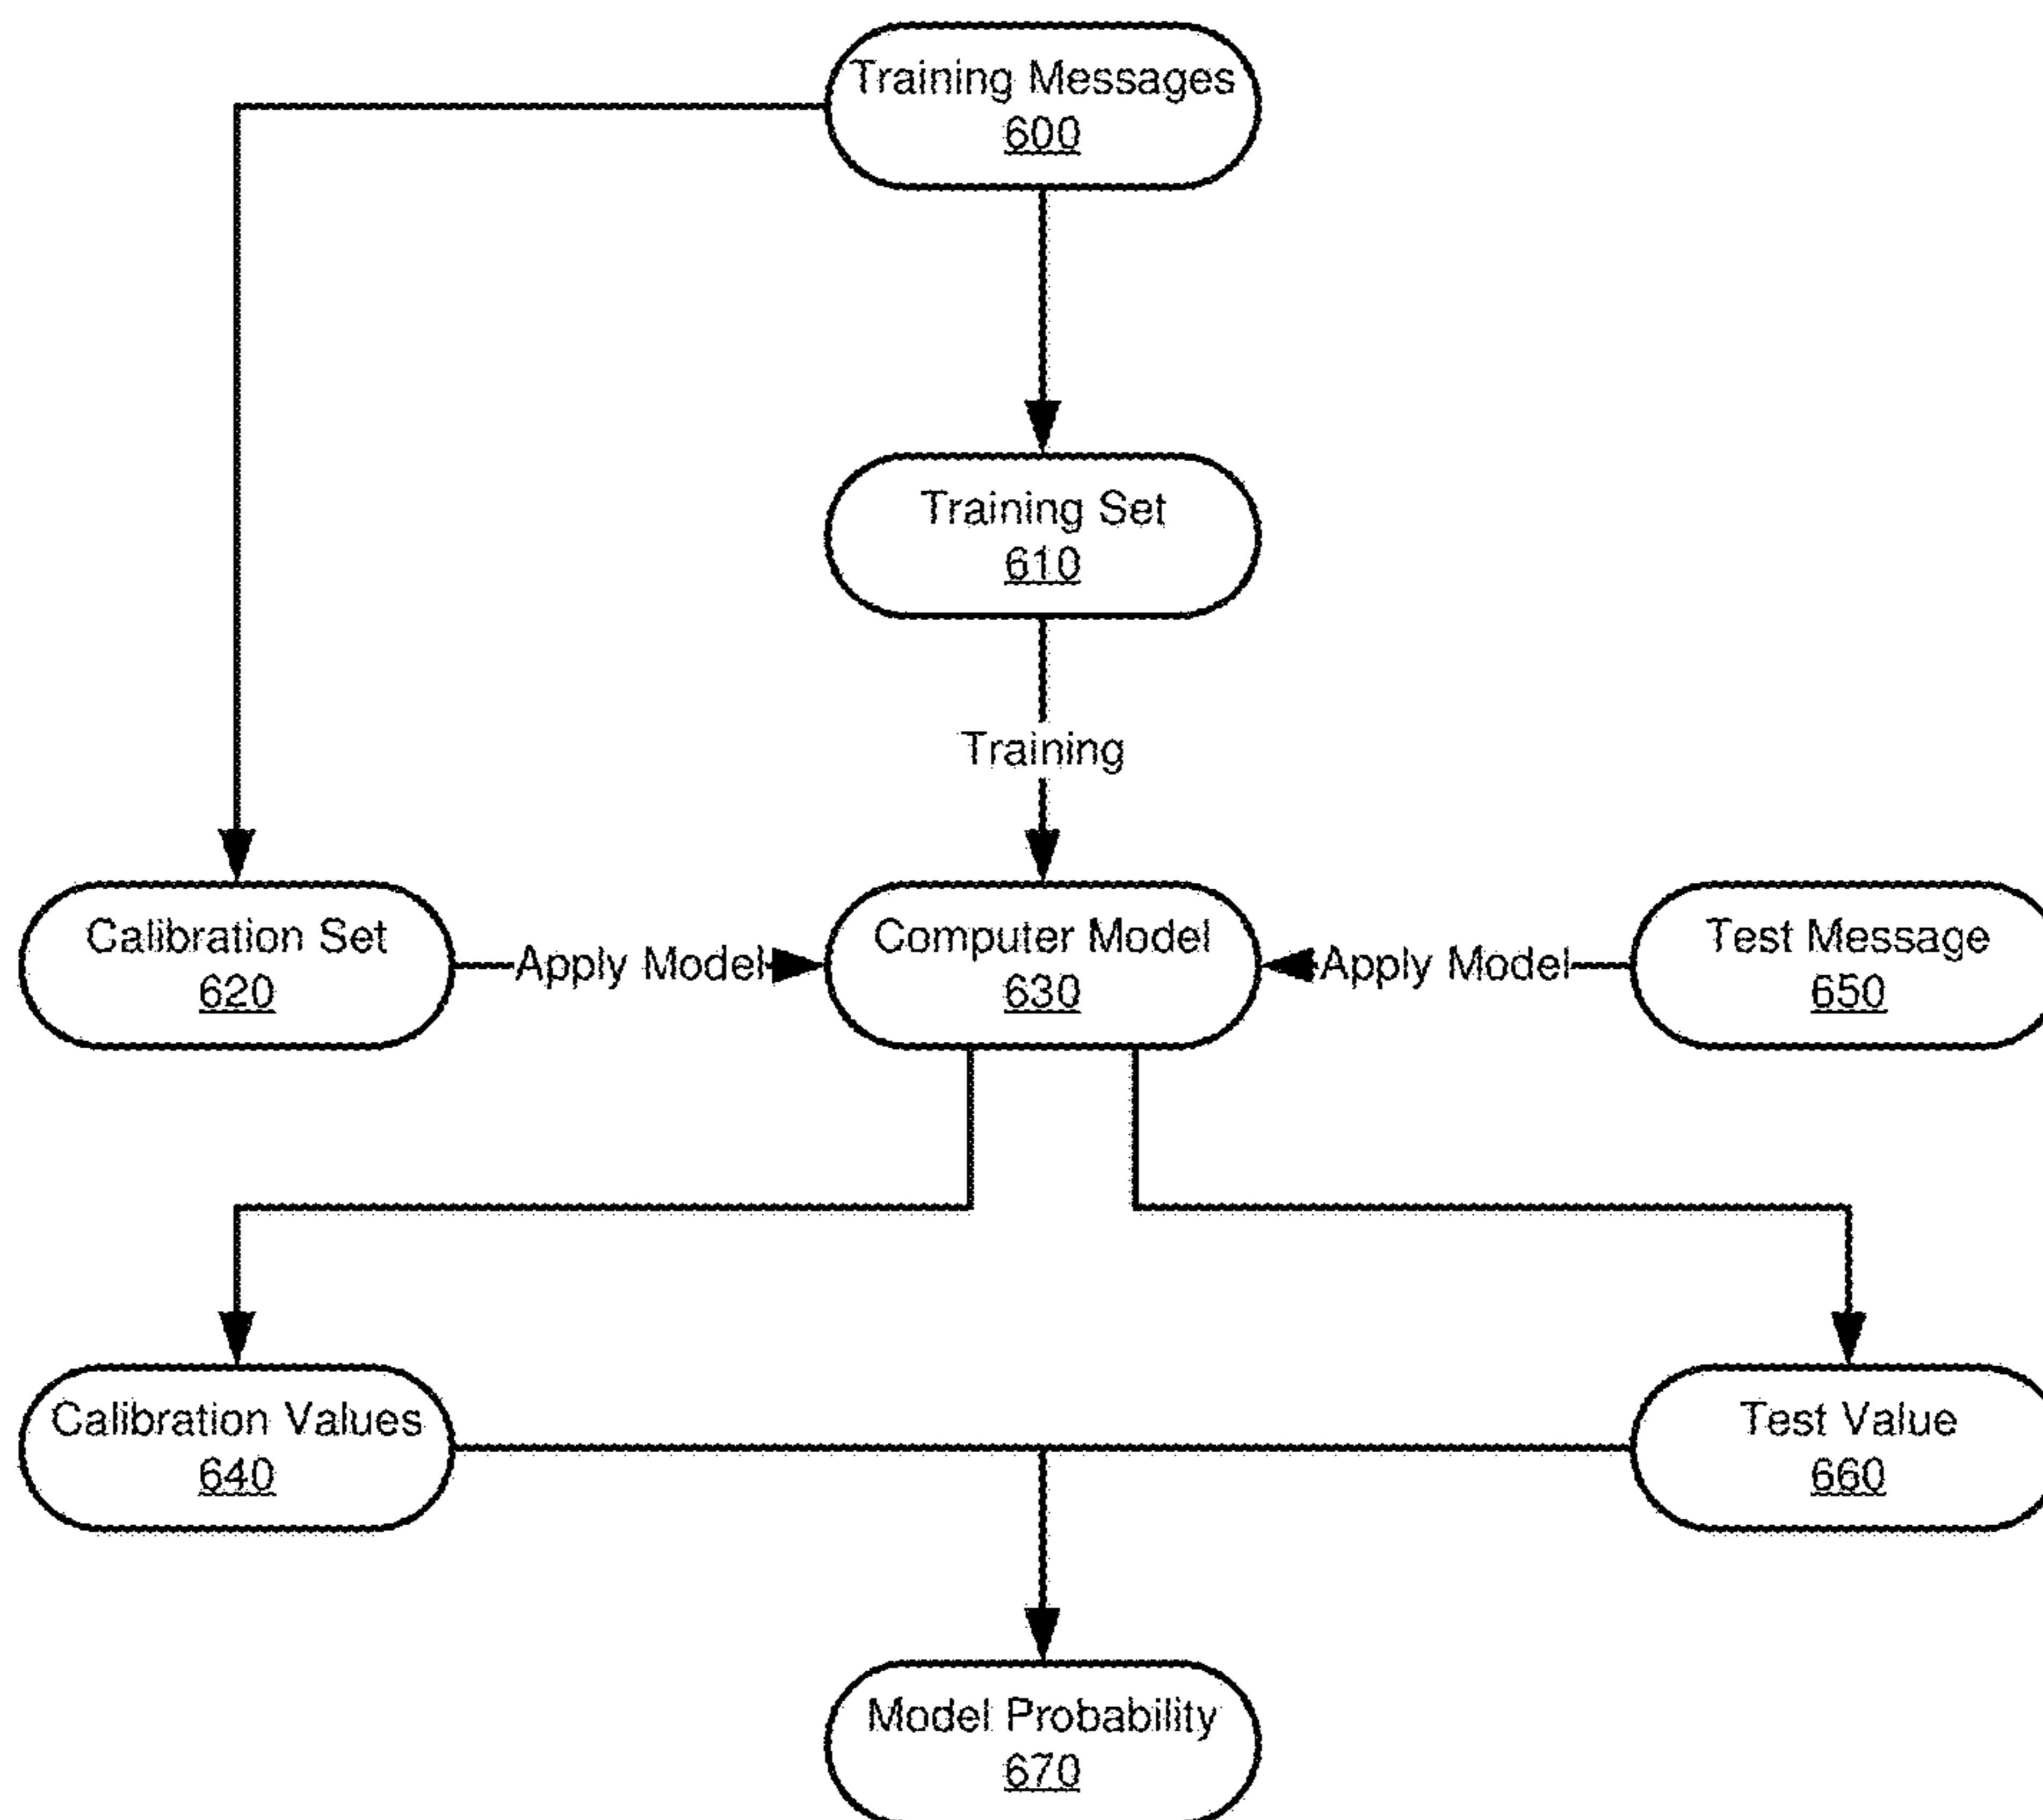 Training Messages
600
Training Set
610
Training
Calibration Set
620
Apply Model
Computer Model
630
Apply Model
Test Message
650
Calibration Values
640
Test Value
660
Model Probability
670